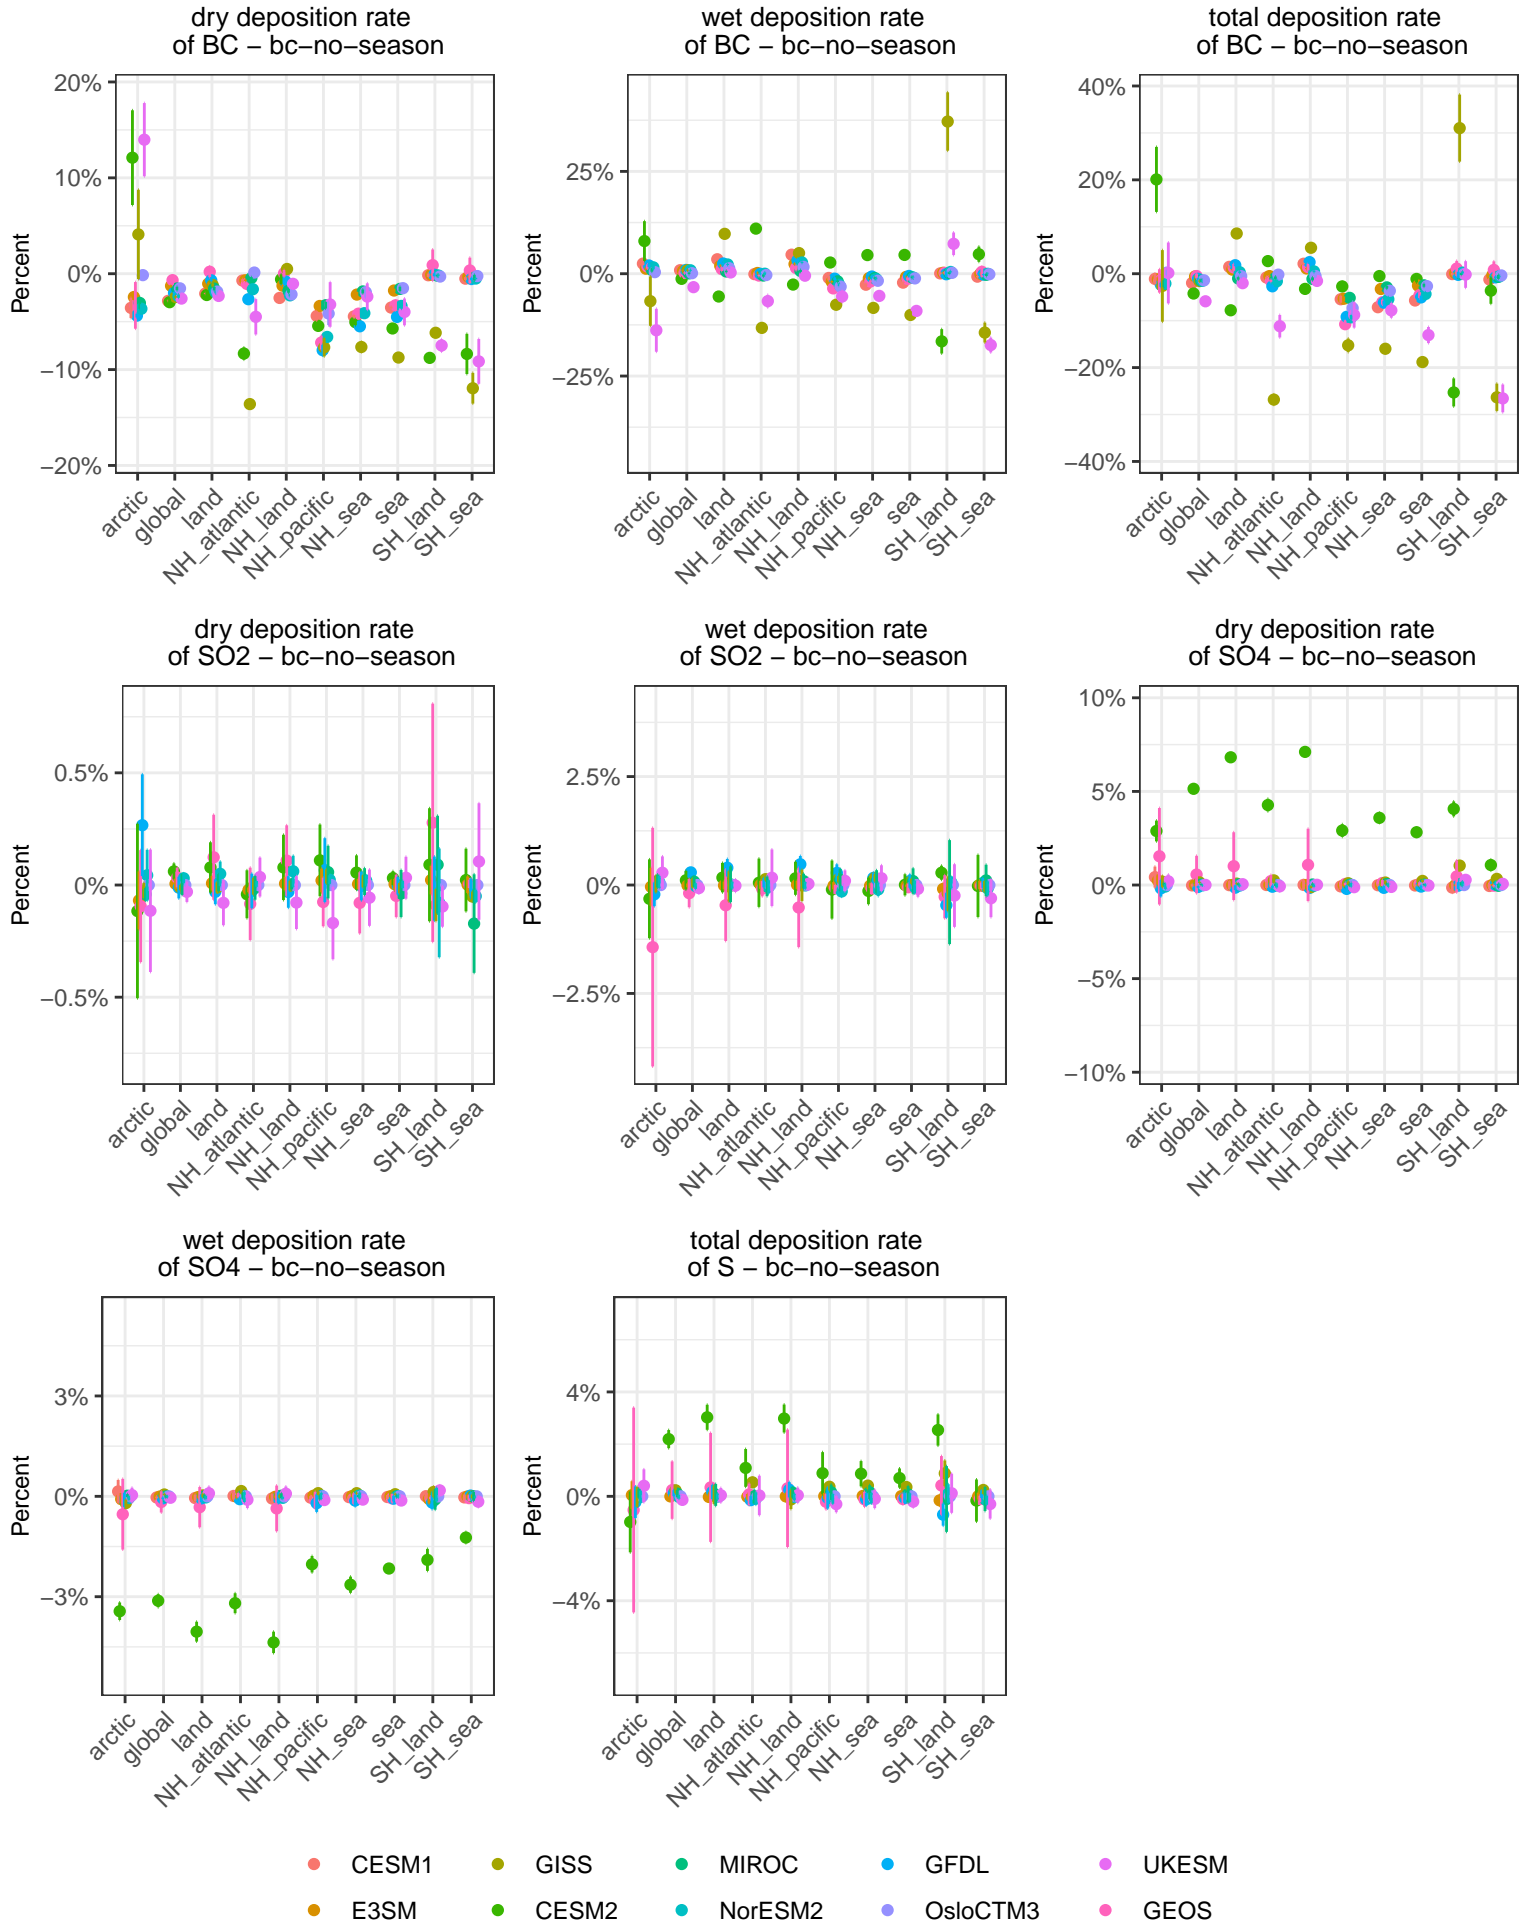 dry deposition rate
of BC − bc−no−season
wet deposition rate
of BC − bc−no−season
total deposition rate
of BC − bc−no−season
Percent
20%
10%
0%
−10%
−20%
arctic
global
land
NH_atlantic
NH_land
NH_pacific
NH_sea
sea
SH_land
SH_sea
Percent
25%
0%
−25%
arctic
global
land
NH_atlantic
NH_land
NH_pacific
NH_sea
sea
SH_land
SH_sea
Percent
40%
20%
0%
−20%
−40%
arctic
global
land
NH_atlantic
NH_land
NH_pacific
NH_sea
sea
SH_land
SH_sea
dry deposition rate
of SO2 − bc−no−season
wet deposition rate
of SO2 − bc−no−season
dry deposition rate
of SO4 − bc−no−season
Percent
0.5%
0%
−0.5%
arctic
global
land
NH_atlantic
NH_land
NH_pacific
NH_sea
sea
SH_land
SH_sea
Percent
2.5%
0%
−2.5%
arctic
global
land
NH_atlantic
NH_land
NH_pacific
NH_sea
sea
SH_land
SH_sea
Percent
10%
5%
0%
−5%
−10%
arctic
global
land
NH_atlantic
NH_land
NH_pacific
NH_sea
sea
SH_land
SH_sea
wet deposition rate
of SO4 − bc−no−season
total deposition rate
of S − bc−no−season
Percent
3%
0%
−3%
arctic
global
land
NH_atlantic
NH_land
NH_pacific
NH_sea
sea
SH_land
SH_sea
Percent
4%
0%
−4%
arctic
global
land
NH_atlantic
NH_land
NH_pacific
NH_sea
sea
SH_land
SH_sea
CESM1 GISS MIROC GFDL UKESM
E3SM CESM2 NorESM2 OsloCTM3 GEOS